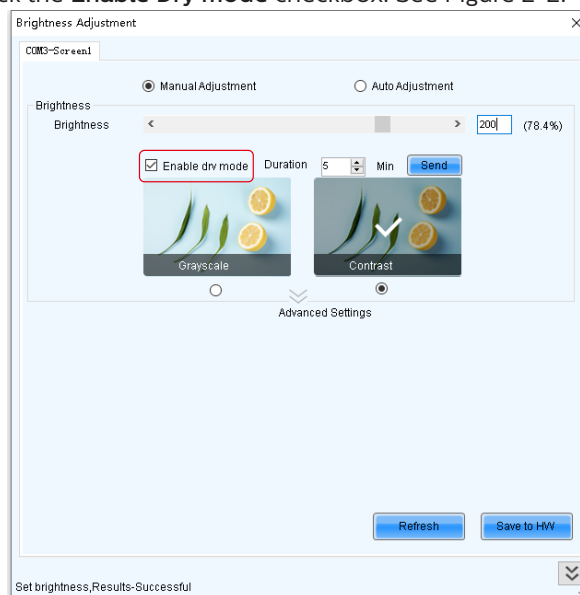 ck the Enable Dry mode checkbox. See Figure 2-2.
Brightness Adjustment
COM3-Screen1
Manual Adjustment Auto Adjustment
Brightness
Brightness < > 200 (78.4%)
Enable dry mode Duration 5 Min Send
Grayscale Contrast
Advanced Settings
Refresh Save to HW
Set brightness,Results-Successful